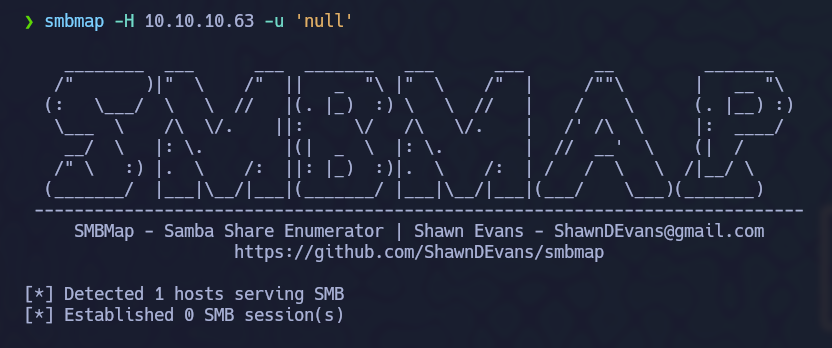 ❯ smbmap -H 10.10.10.63 -u 'null'
SMBMAP
SMBMap - Samba Share Enumerator | Shawn Evans - ShawnDEvans@gmail.com
https://github.com/ShawnDEvans/smbmap
[*] Detected 1 hosts serving SMB
[*] Established 0 SMB session(s)